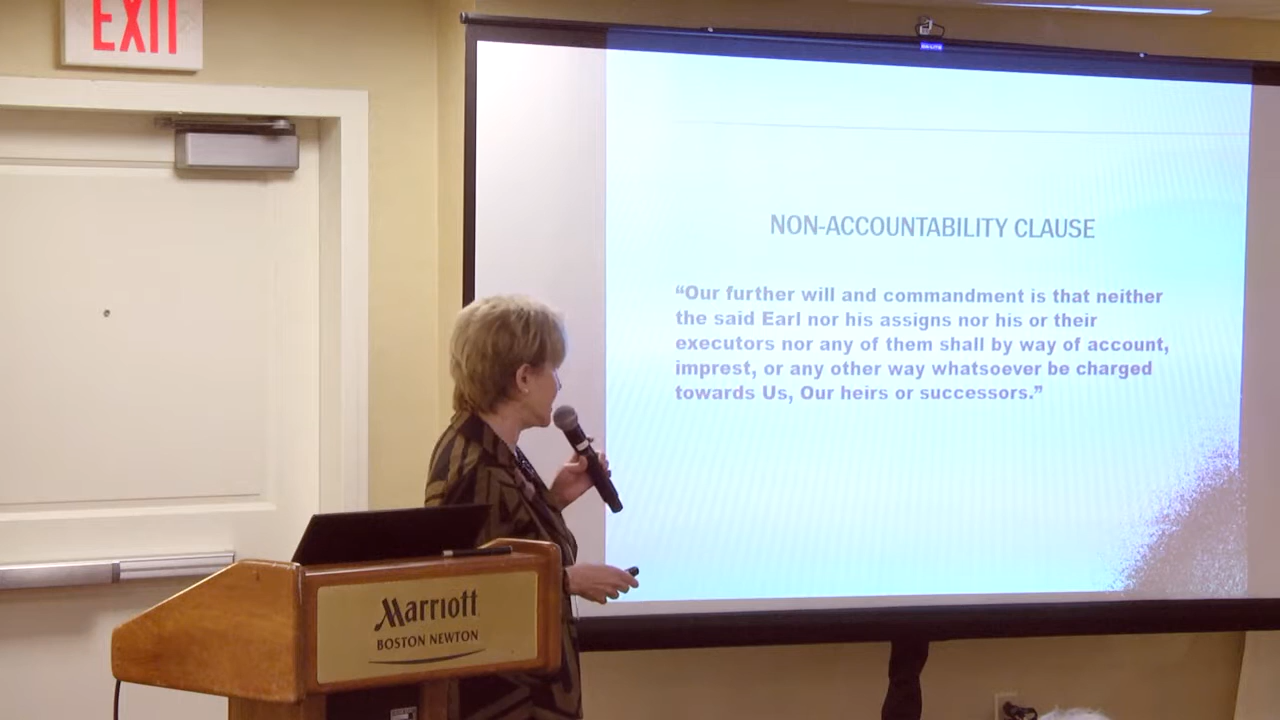 EXIT
NON-ACCOUNTABILITY CLAUSE
“Our further will and commandment is that neither
the said Earl nor his assigns nor his or their
executors nor any of them shall by way of account,
imprest, or any other way whatsoever be charged
towards Us, Our heirs or successors.”
Marriott
BOSTON NEWTON